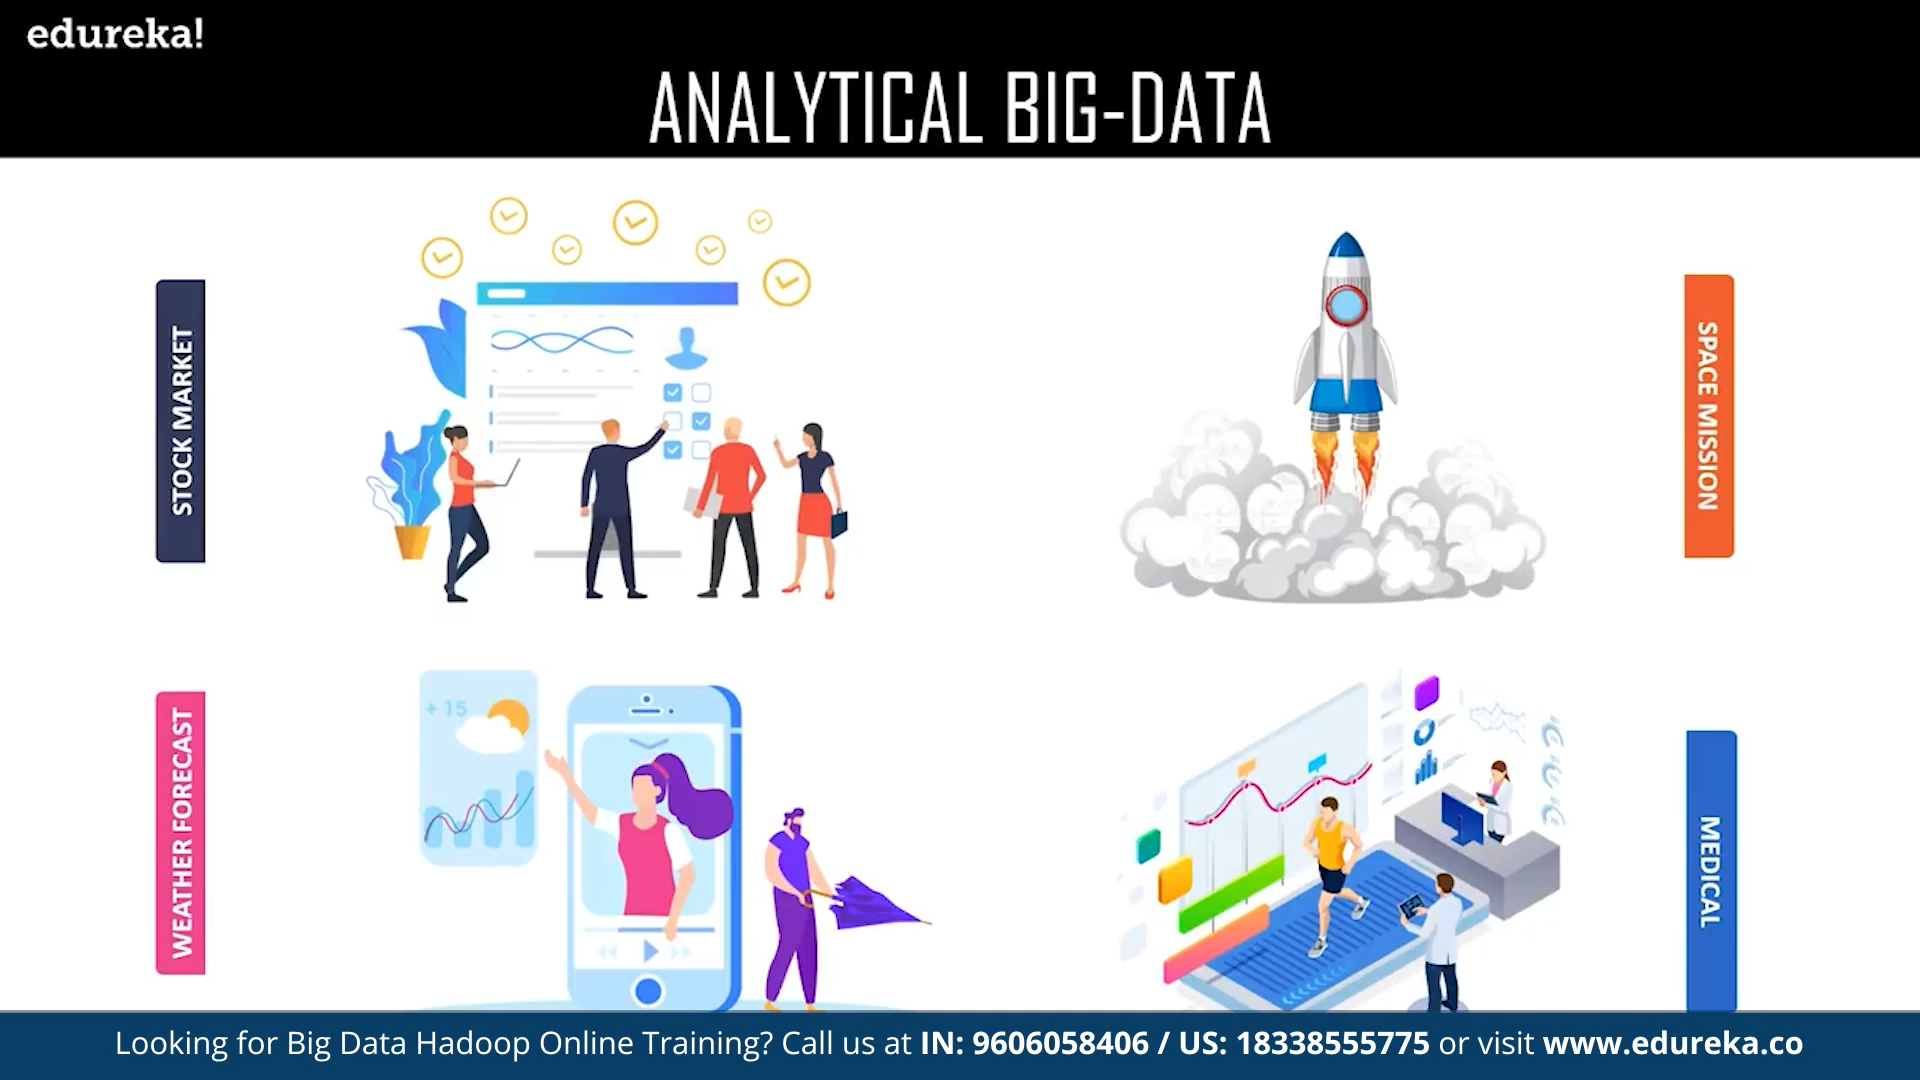 edureka!
ANALYTICAL BIG-DATA
STOCK MARKET
SPACE MISSION
WEATHER FORECAST
+ 15
MEDICAL
Looking for Big Data Hadoop Online Training? Call us at IN: 9606058406 / US: 18338555775 or visit www.edureka.co